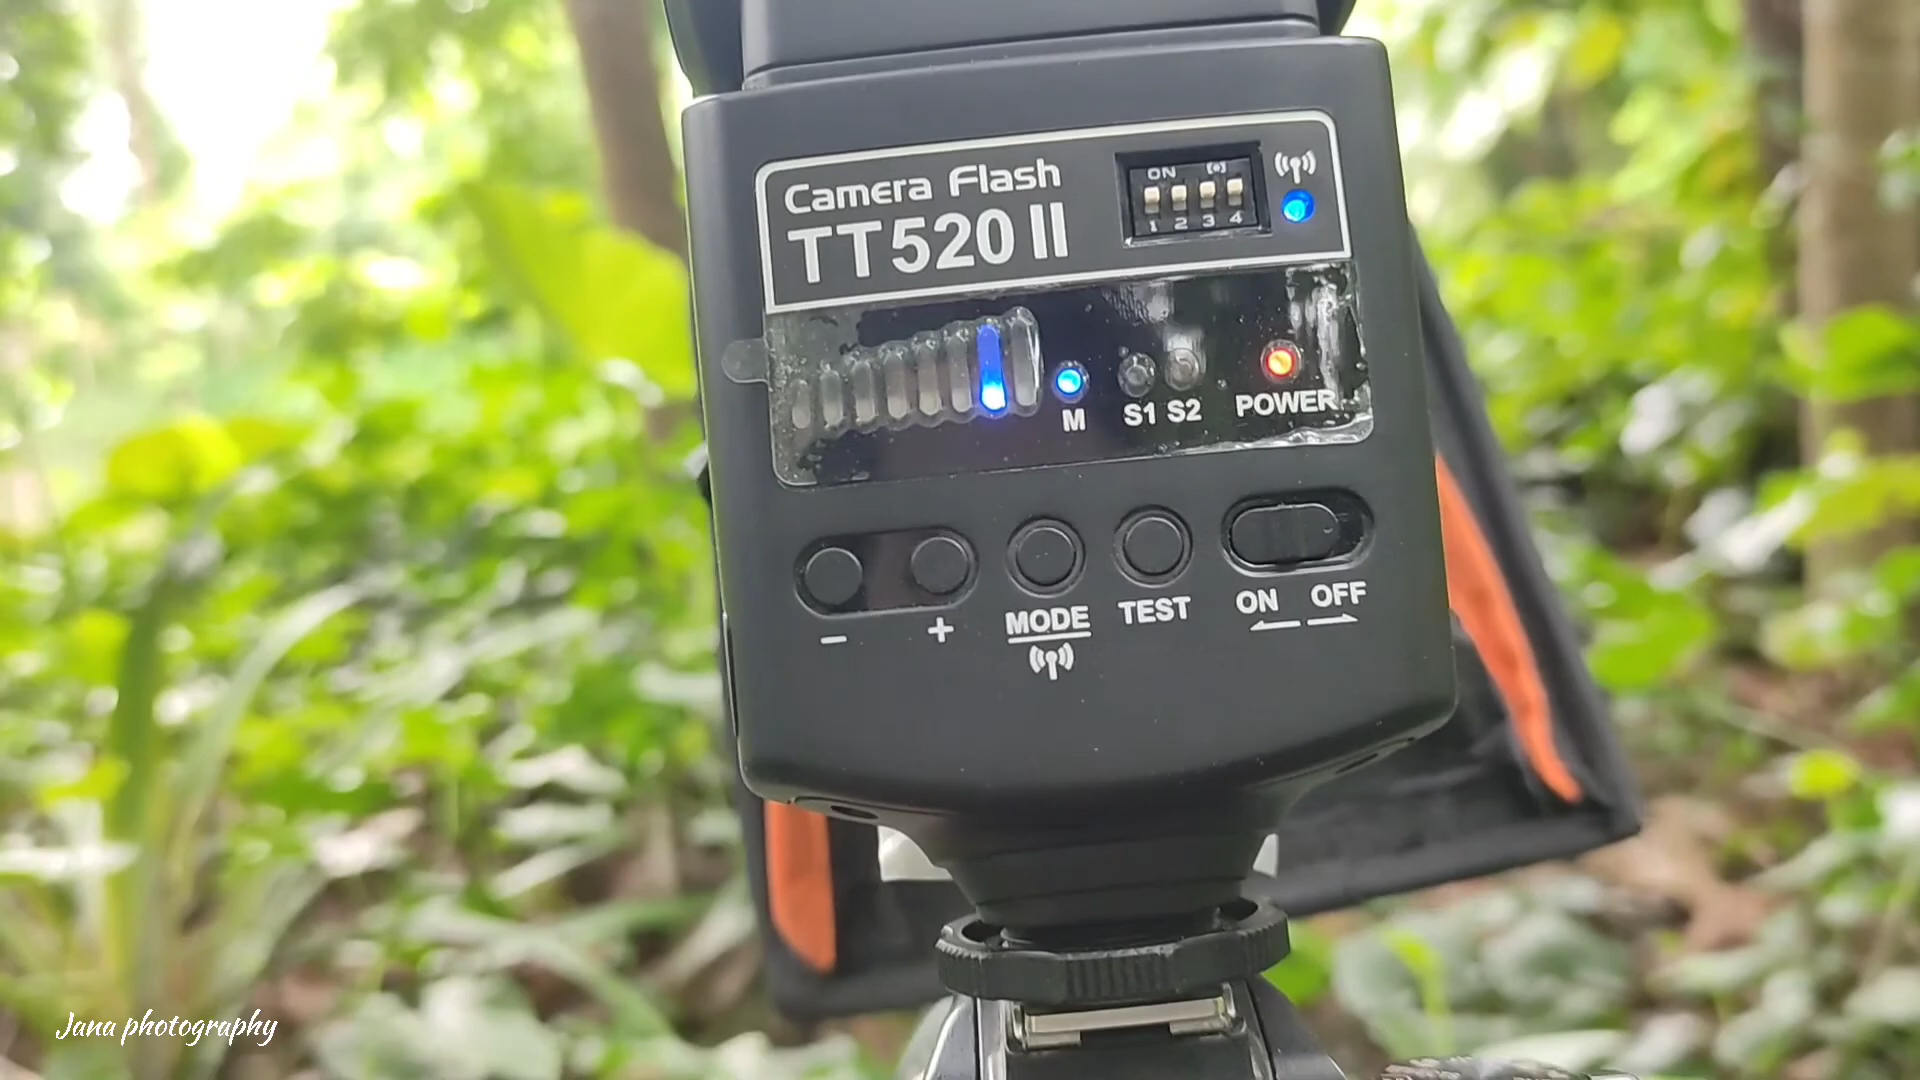 Camera Flash
TT520 II
ON
1 2 3 4
M
S1 S2
POWER
− +
MODE
TEST
ON OFF
Jana photography